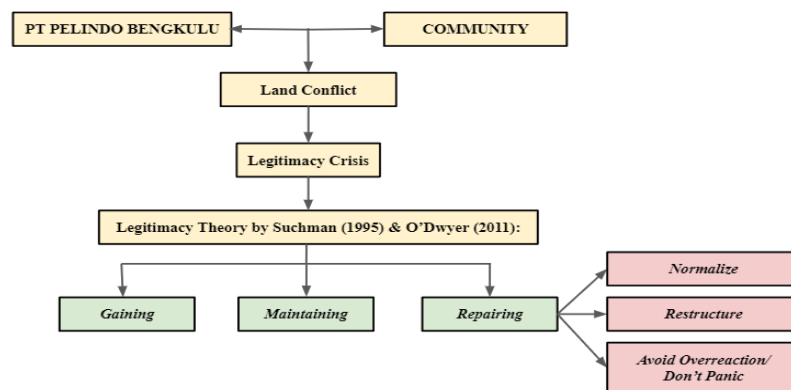 PT PELINDO BENGKULU
COMMUNITY
Land Conflict
Legitimacy Crisis
Legitimacy Theory by Suchman (1995) & O'Dwyer (2011):
Gaining
Maintaining
Repairing
Normalize
Restructure
Avoid Overreaction/
Don't Panic